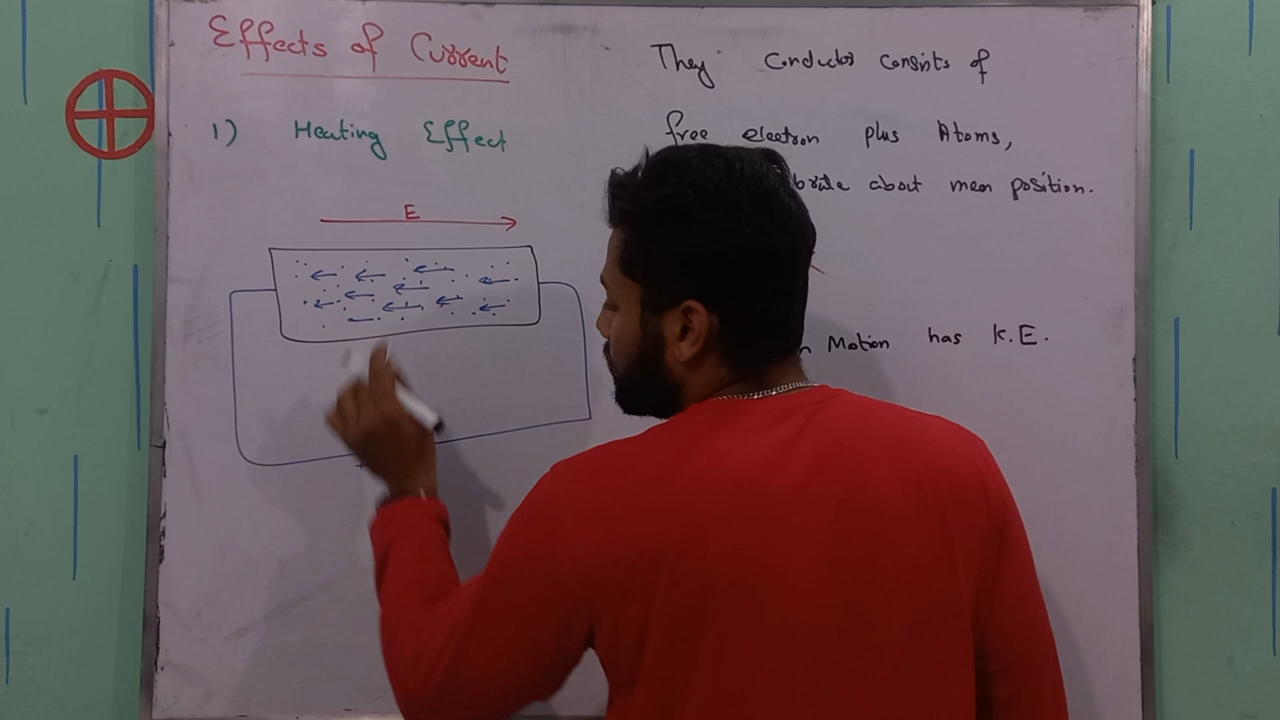 Effects of Current
1) Heating Effect
E
They conductor consists of
free electron plus Atoms,
brate about mean position.
n Motion has K.E.